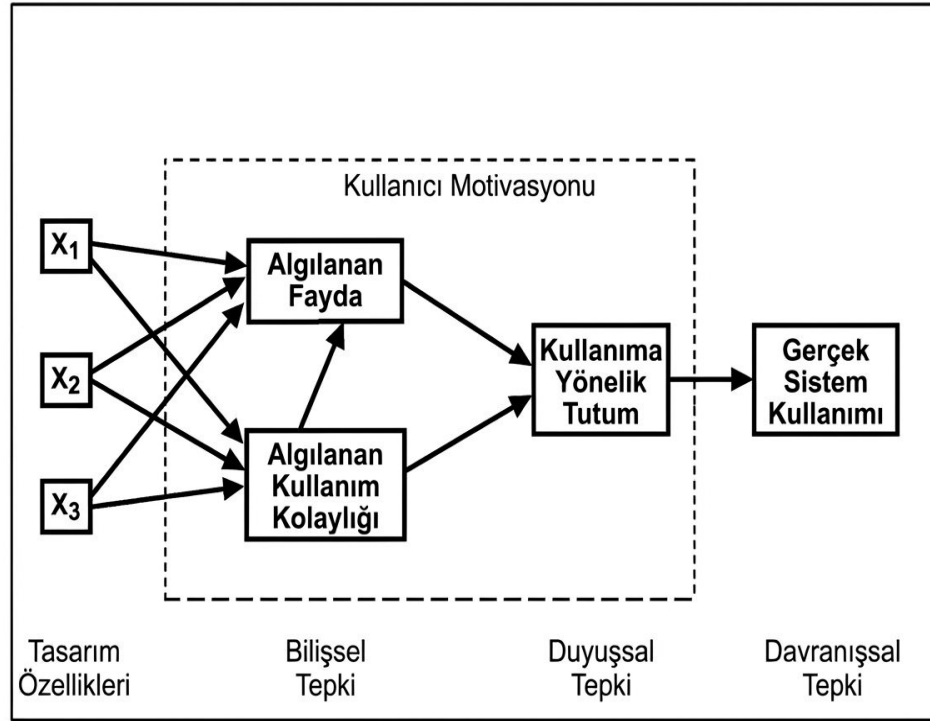 Kullanıcı Motivasyonu
X1
Algılanan
Fayda
X2
Kullanıma
Yönelik
Tutum
Gerçek
Sistem
Kullanımı
X3
Algılanan
Kullanım
Kolaylığı
Tasarım
Özellikleri
Bilişsel
Tepki
Duyuşsal
Tepki
Davranışsal
Tepki